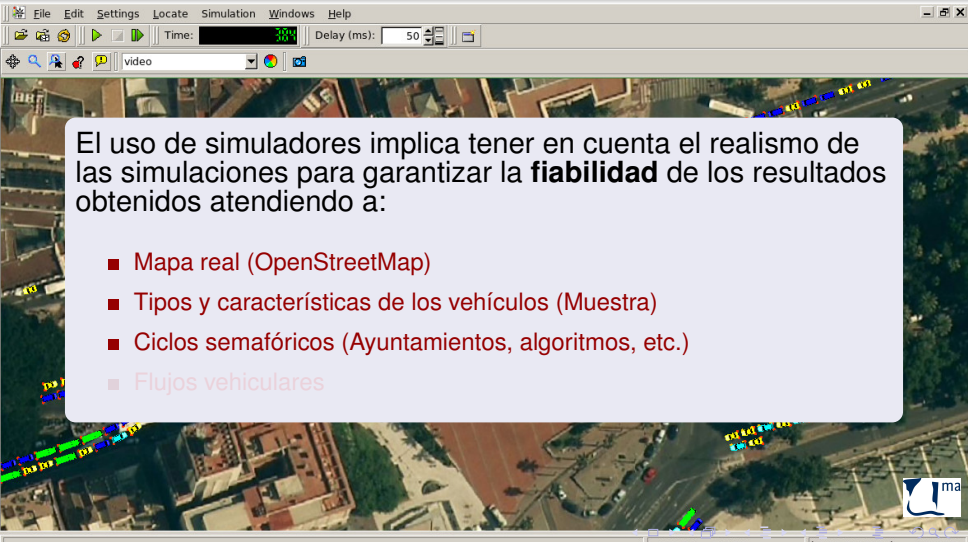 File Edit Settings Locate Simulation Windows Help
Time: 384 Delay (ms): 50
video
El uso de simuladores implica tener en cuenta el realismo de
las simulaciones para garantizar la fiabilidad de los resultados
obtenidos atendiendo a:
Mapa real (OpenStreetMap)
Tipos y características de los vehículos (Muestra)
Ciclos semafóricos (Ayuntamientos, algoritmos, etc.)
Flujos vehiculares
ma